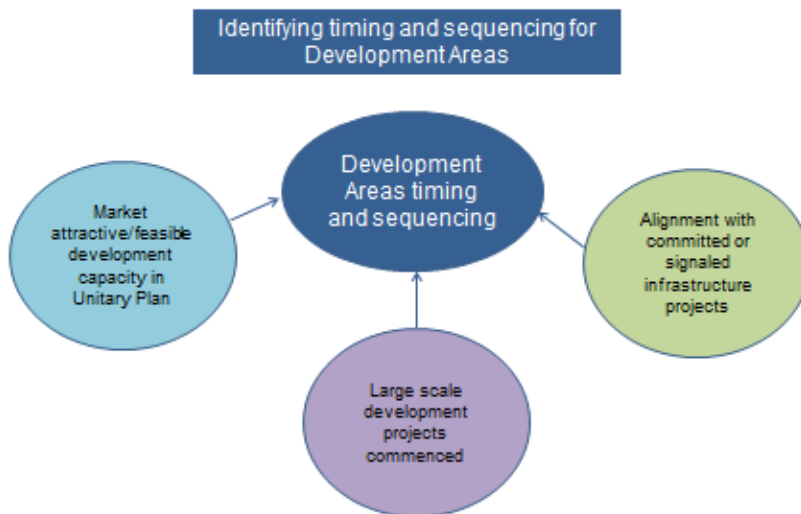 Identifying timing and sequencing for
Development Areas
Development
Areas timing
and sequencing
Market
attractive/feasible
development
capacity in
Unitary Plan
Alignment with
committed or
signaled
infrastructure
projects
Large scale
development
projects
commenced